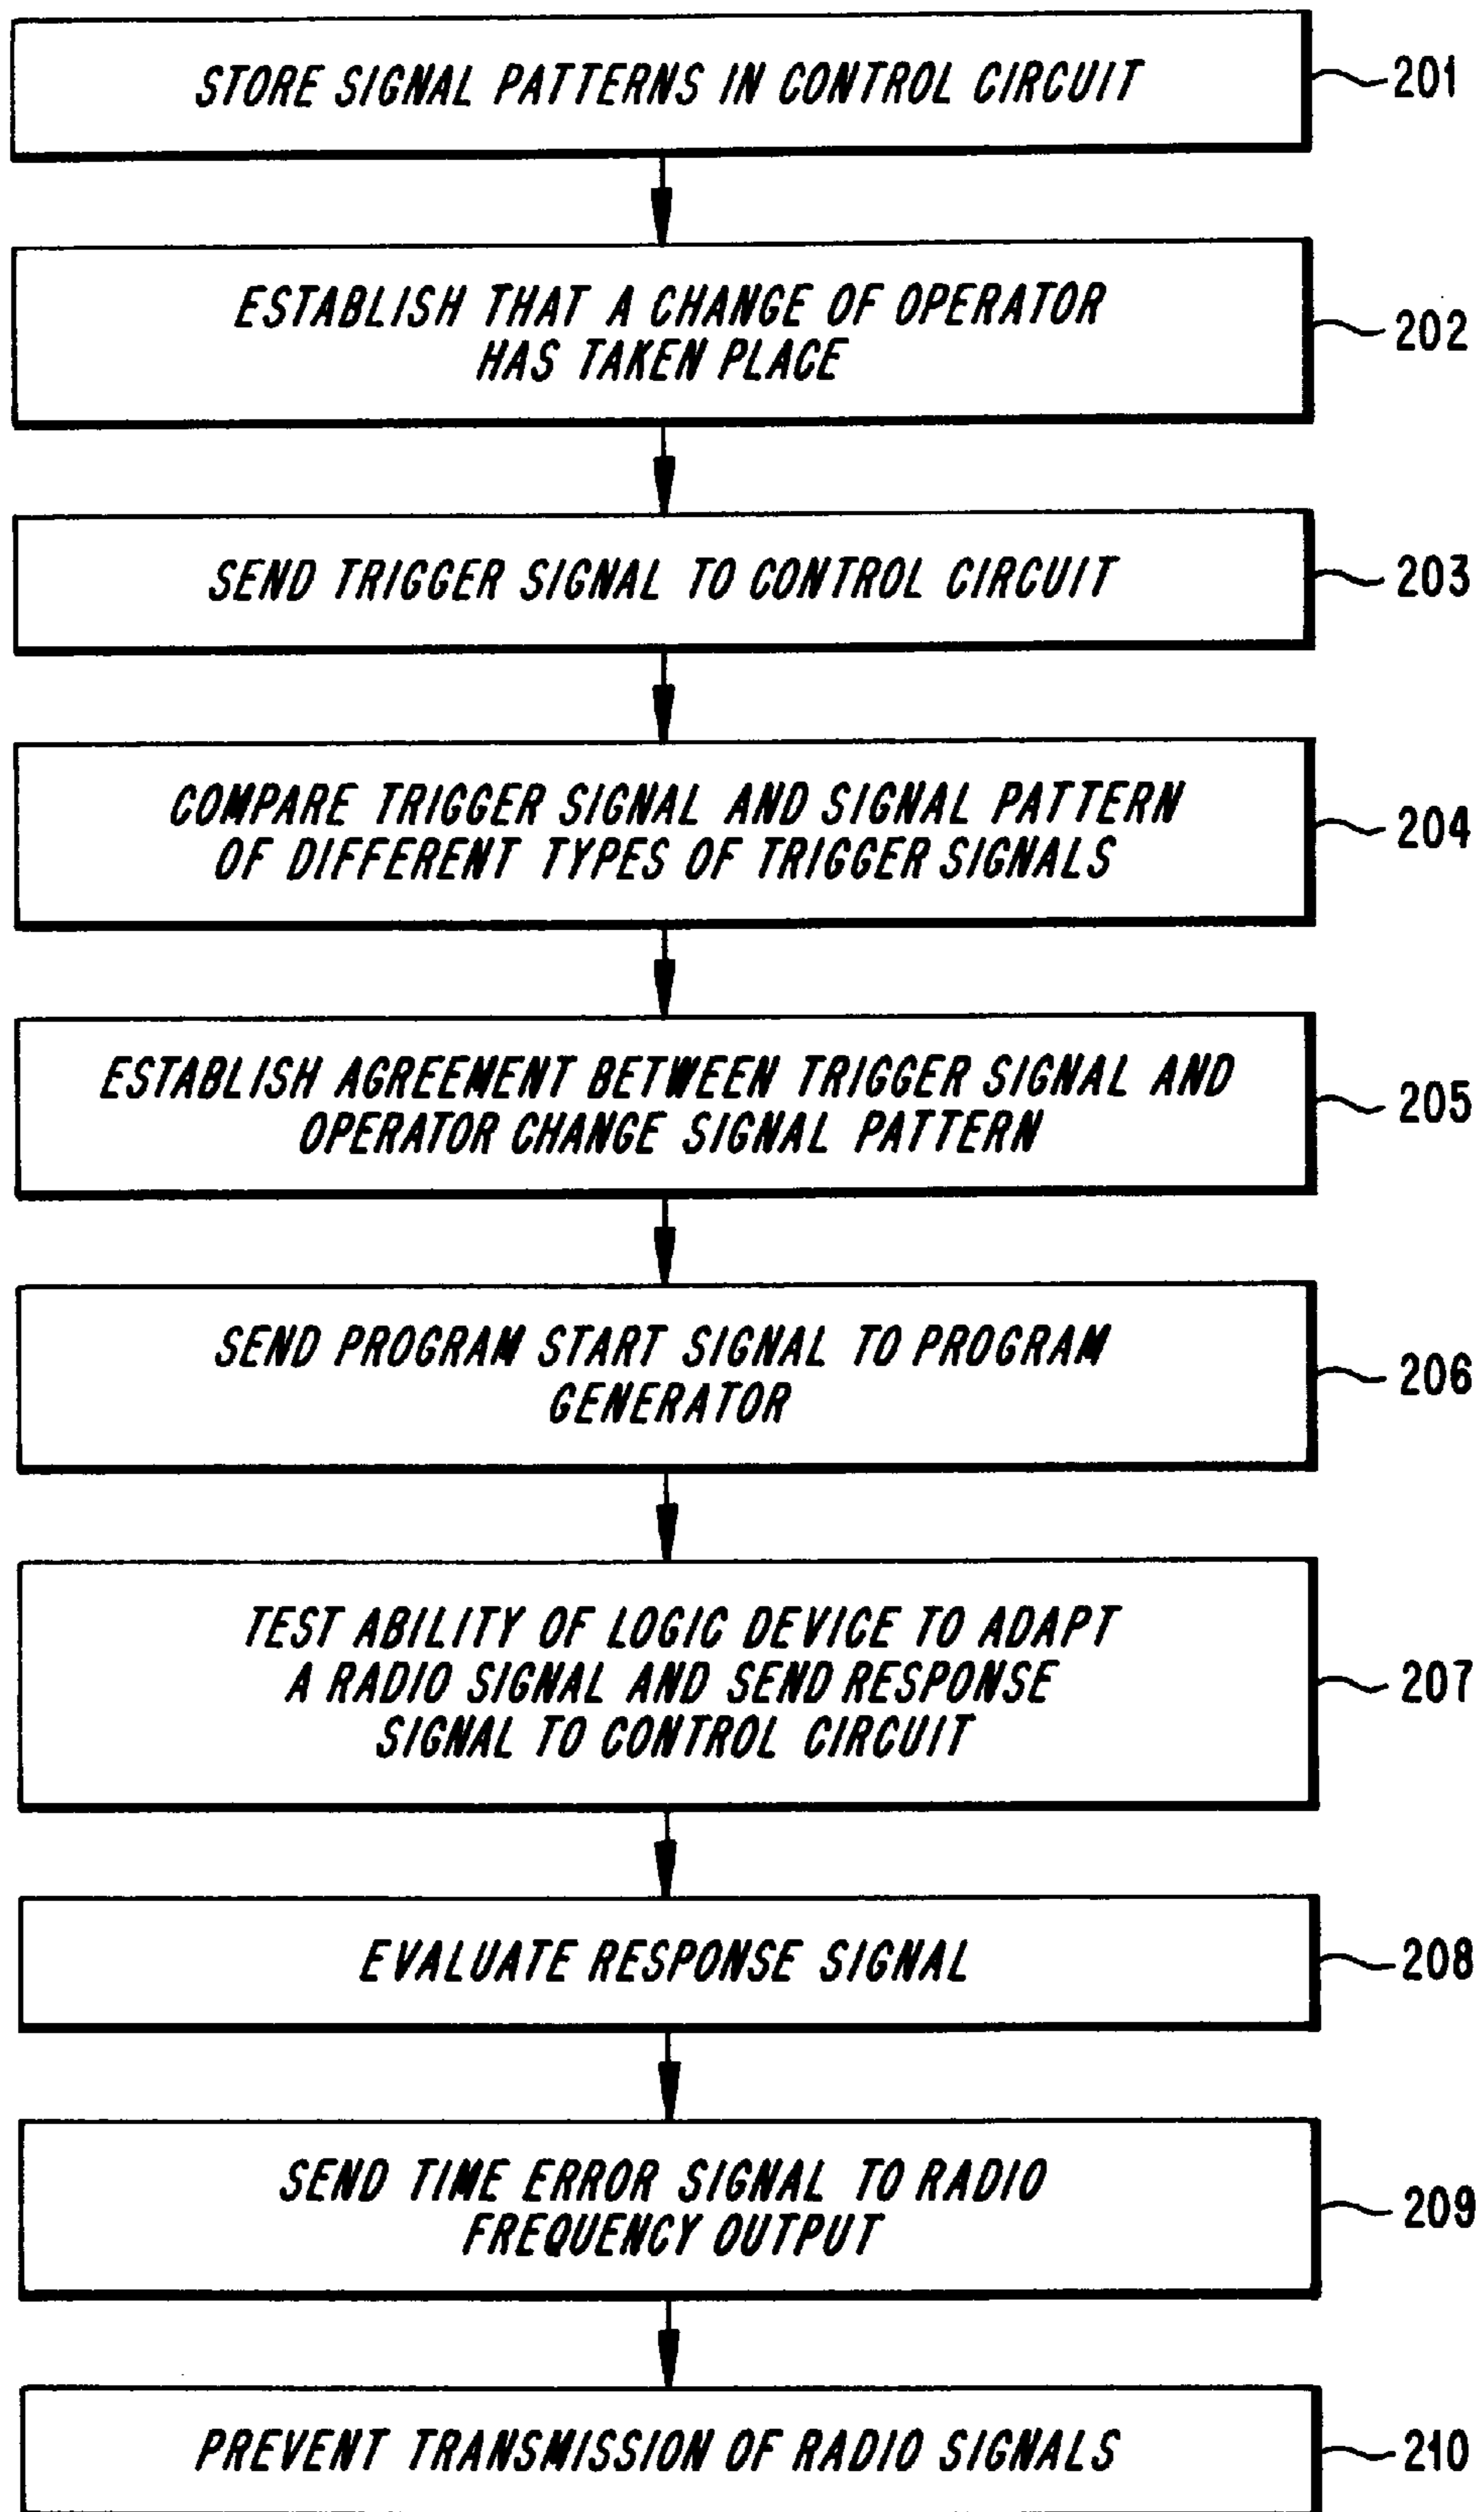 STORE SIGNAL PATTERNS IN CONTROL CIRCUIT
201
ESTABLISH THAT A CHANGE OF OPERATOR
HAS TAKEN PLACE
202
SEND TRIGGER SIGNAL TO CONTROL CIRCUIT
203
COMPARE TRIGGER SIGNAL AND SIGNAL PATTERN
OF DIFFERENT TYPES OF TRIGGER SIGNALS
204
ESTABLISH AGREEMENT BETWEEN TRIGGER SIGNAL AND
OPERATOR CHANGE SIGNAL PATTERN
205
SEND PROGRAM START SIGNAL TO PROGRAM
GENERATOR
206
TEST ABILITY OF LOGIC DEVICE TO ADAPT
A RADIO SIGNAL AND SEND RESPONSE
SIGNAL TO CONTROL CIRCUIT
207
EVALUATE RESPONSE SIGNAL
208
SEND TIME ERROR SIGNAL TO RADIO
FREQUENCY OUTPUT
209
PREVENT TRANSMISSION OF RADIO SIGNALS
210